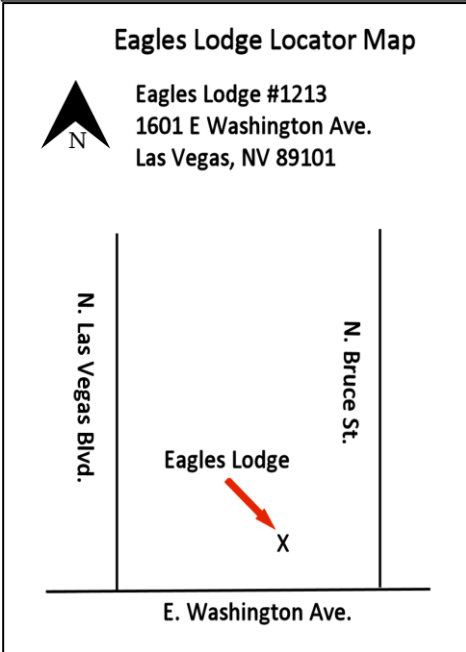 Eagles Lodge Locator Map
N
Eagles Lodge #1213
1601 E Washington Ave.
Las Vegas, NV 89101
N. Las Vegas Blvd.
N. Bruce St.
Eagles Lodge
X
E. Washington Ave.